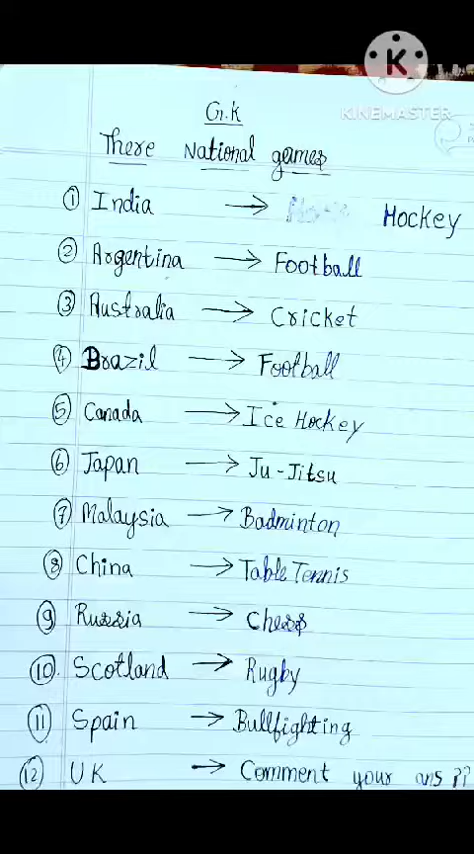 K
KINEMASTER
G.K
There National games
① India → Hockey
② Argentina → Football
③ Australia → Cricket
④ Brazil → Football
⑤ Canada → Ice Hockey
⑥ Japan → Ju-Jitsu
⑦ Malaysia → Badminton
⑧ China → Table Tennis
⑨ Russia → Chess
⑩. Scotland → Rugby
⑪ Spain → Bullfighting
⑫ UK → Comment your ans ??